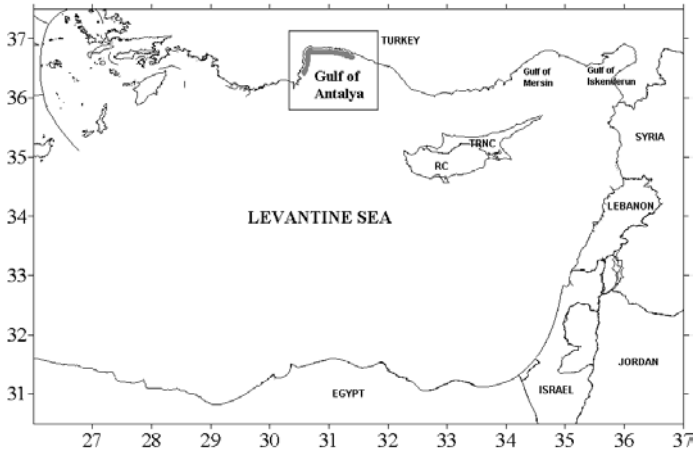 37
TURKEY
Gulf of
Antalya
Gulf of
Mersin
Gulf of
Iskenderun
36
SYRIA
35
TRNC
RC
34
LEVANTINE SEA
LEBANON
33
32
31
EGYPT
ISRAEL
JORDAN
27
28
29
30
31
32
33
34
35
36
37